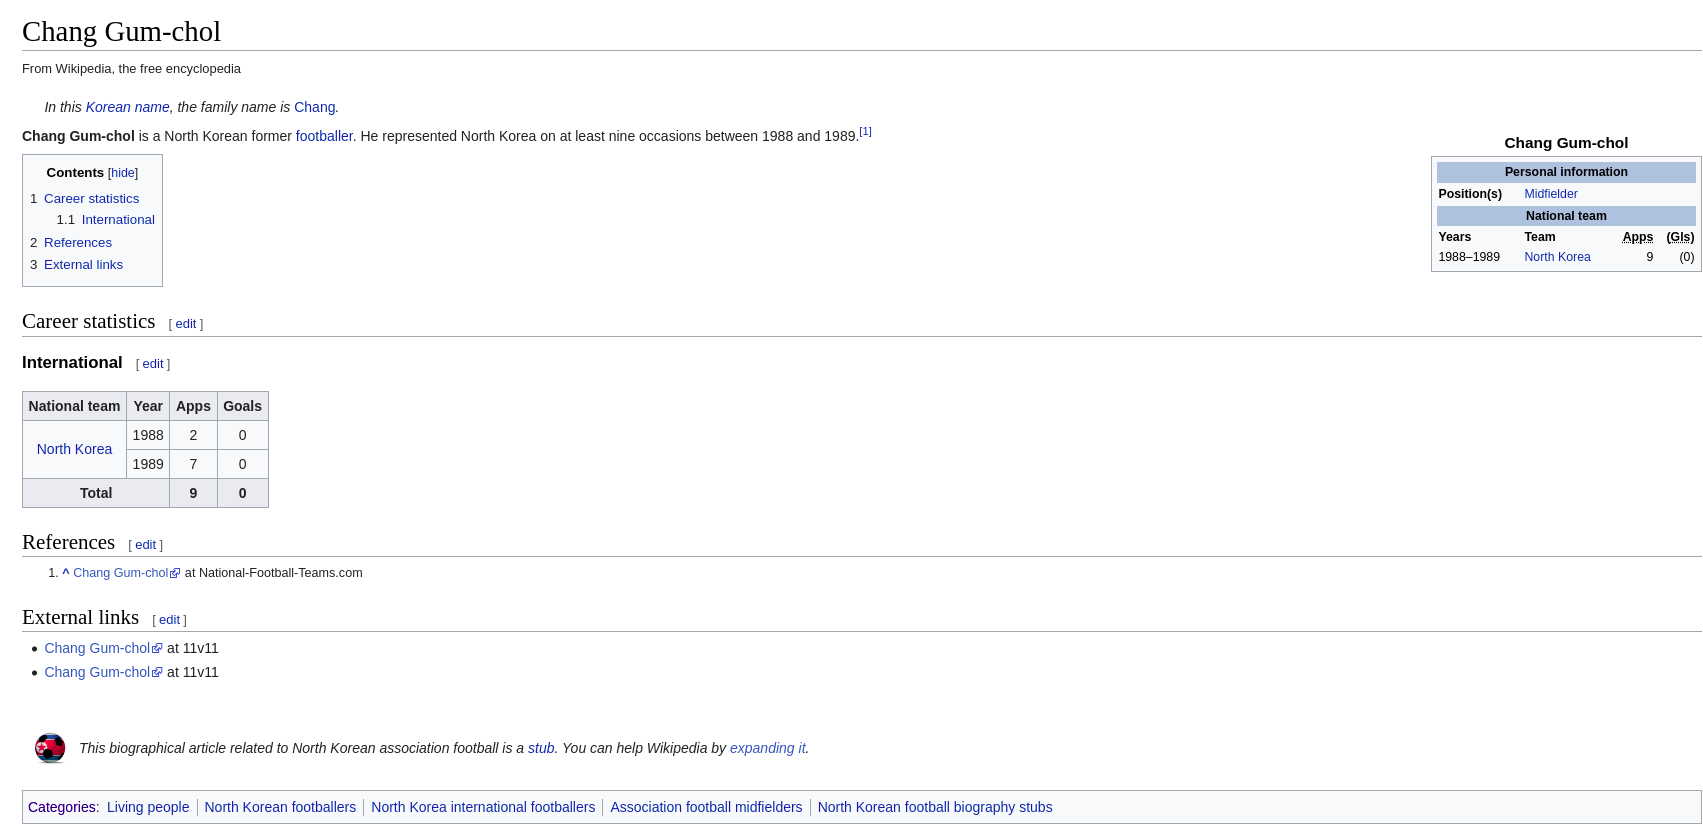 Chang Gum-chol
From Wikipedia, the free encyclopedia
In this Korean name, the family name is Chang.
Chang Gum-chol is a North Korean former footballer. He represented North Korea on at least nine occasions between 1988 and 1989.[1]
Contents [hide]
1 Career statistics
1.1 International
2 References
3 External links
Chang Gum-chol
Personal information
Position(s) Midfielder
National team
Years Team Apps (Gls)
1988–1989 North Korea 9 (0)
Career statistics [ edit ]
International [ edit ]
National team Year Apps Goals
North Korea 1988 2 0
1989 7 0
Total 9 0
References [ edit ]
1. ^ Chang Gum-chol at National-Football-Teams.com
External links [ edit ]
• Chang Gum-chol at 11v11
• Chang Gum-chol at 11v11
This biographical article related to North Korean association football is a stub. You can help Wikipedia by expanding it.
Categories: Living people | North Korean footballers | North Korea international footballers | Association football midfielders | North Korean football biography stubs